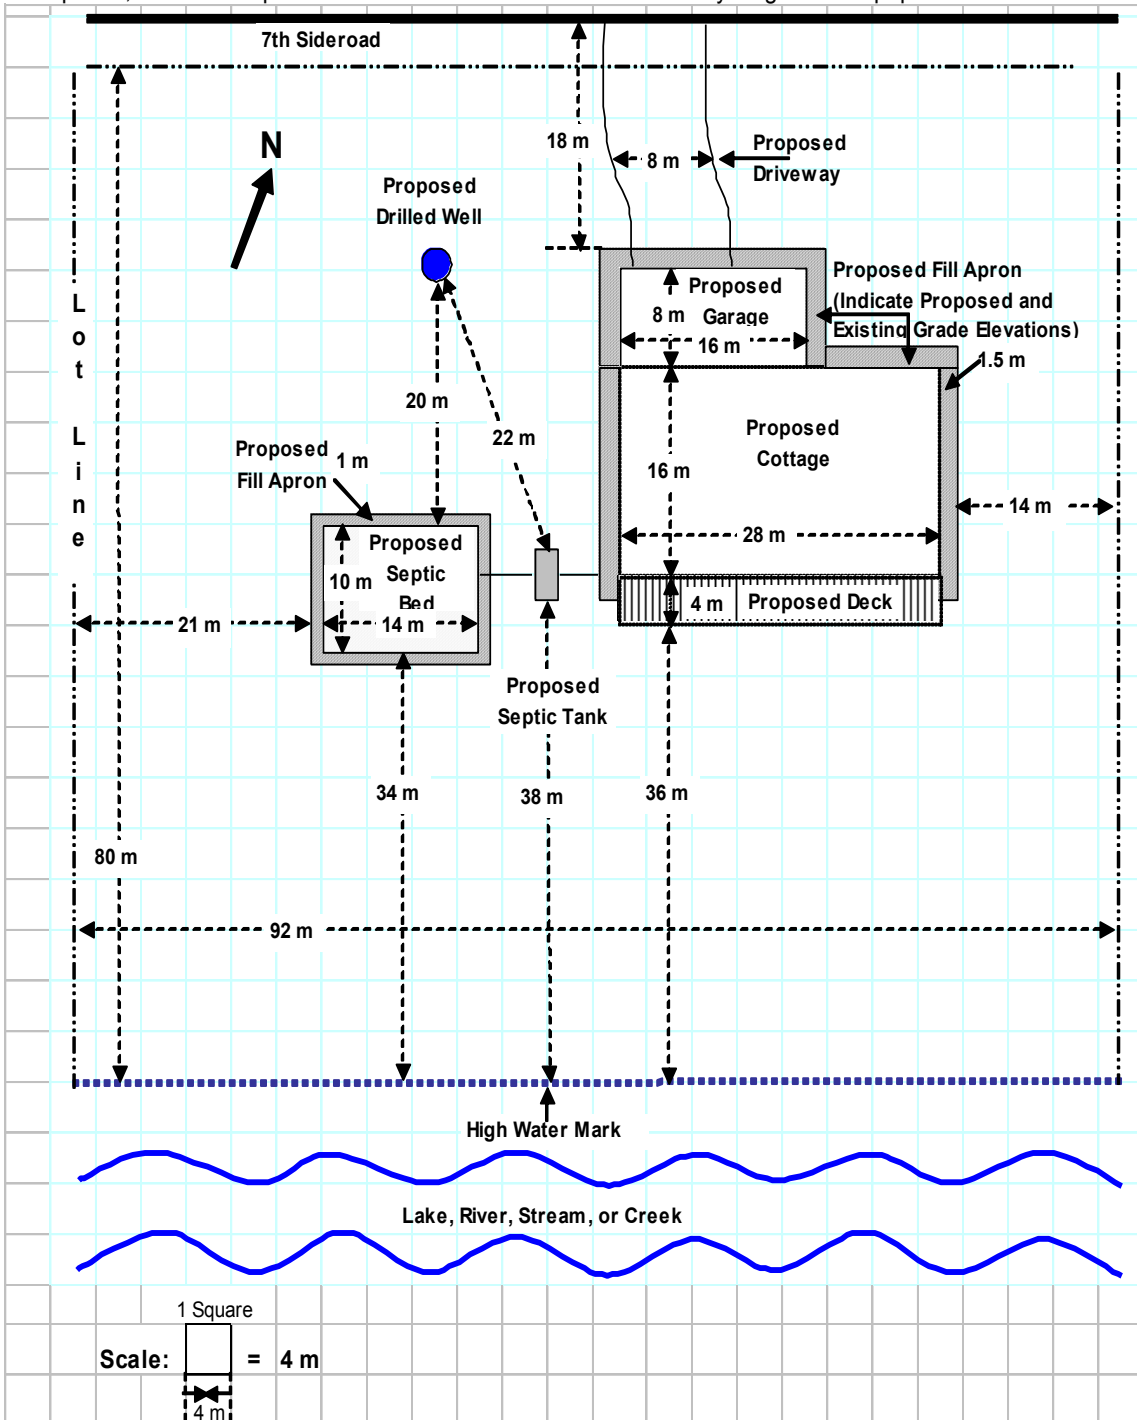 7th Sideroad
18 m
8 m
Proposed
Driveway
N
Proposed
Drilled Well
Proposed Fill Apron
(Indicate Proposed and
Existing Grade Elevations)
1.5 m
Proposed
Garage
8 m
16 m
Lot Line
20 m
22 m
Proposed
Cottage
16 m
28 m
14 m
Proposed
Fill Apron
1 m
Proposed
Septic
Bed
10 m
14 m
21 m
4 m
Proposed Deck
Proposed
Septic Tank
34 m
38 m
36 m
80 m
92 m
High Water Mark
Lake, River, Stream, or Creek
1 Square
Scale: = 4 m
4 m